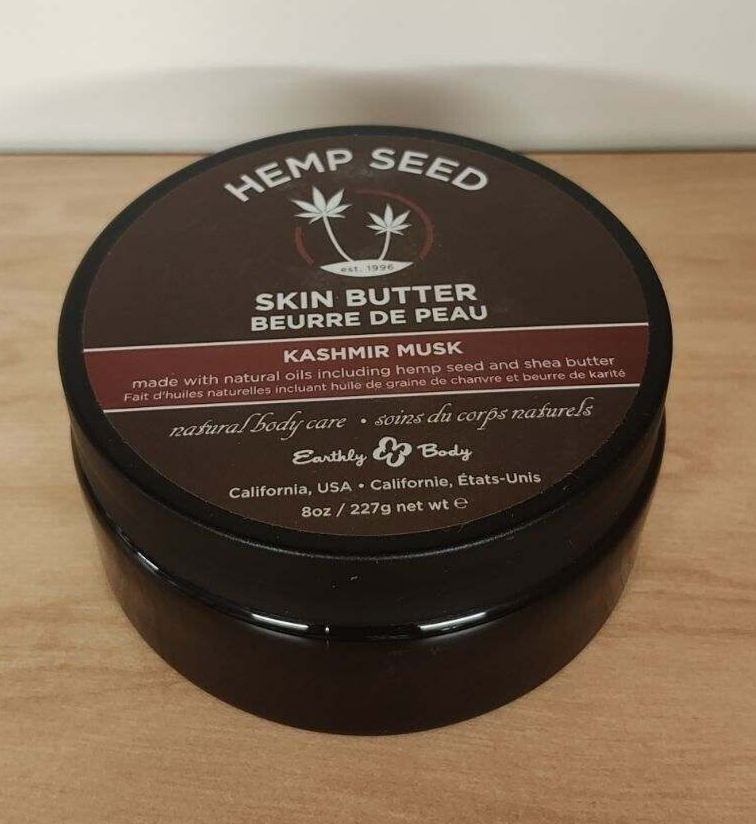 HEMP SEED
est. 1996
SKIN BUTTER
BEURRE DE PEAU
KASHMIR MUSK
made with natural oils including hemp seed and shea butter
Fait d'huiles naturelles incluant huile de graine de chanvre et beurre de karité
natural body care • soins du corps naturels
Earthly Body
California, USA • Californie, États-Unis
8oz / 227g net wt ℮